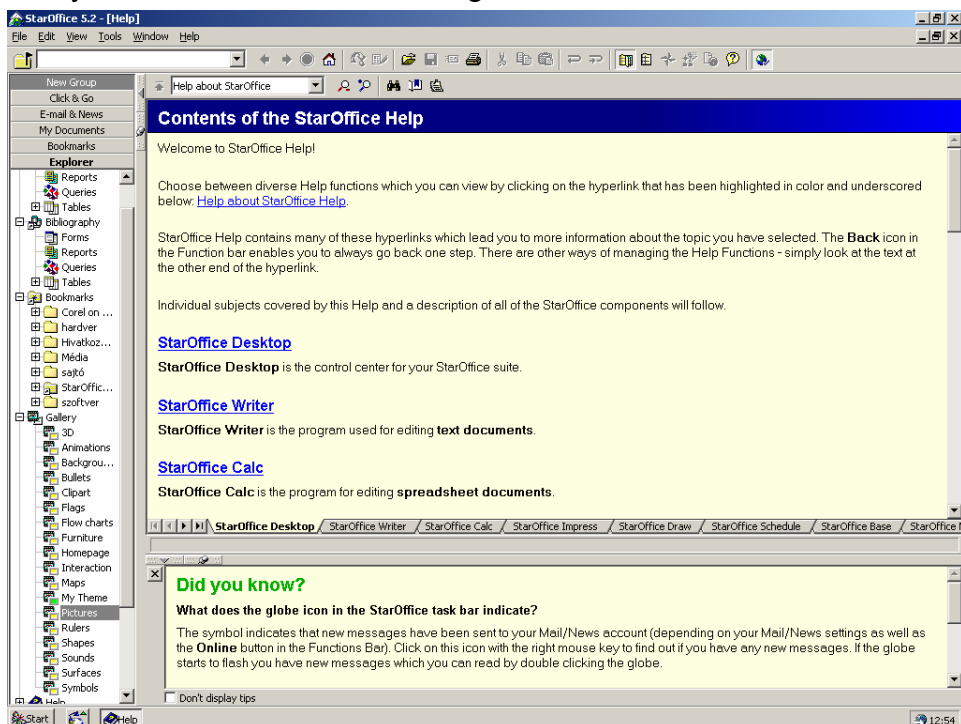 StarOffice 5.2 - [Help]
File Edit View Tools Window Help
New Group
Click & Go
E-mail & News
My Documents
Bookmarks
Explorer
Reports
Queries
Tables
Bibliography
Forms
Reports
Queries
Tables
Bookmarks
Corel on ...
hardver
Hivatkoz...
Média
sajtó
StarOffic...
szoftver
Gallery
3D
Animations
Backgrou...
Bullets
Clipart
Flags
Flow charts
Furniture
Homepage
Interaction
Maps
My Theme
Pictures
Rulers
Shapes
Sounds
Surfaces
Symbols
Help
Help about StarOffice
Contents of the StarOffice Help
Welcome to StarOffice Help!
Choose between diverse Help functions which you can view by clicking on the hyperlink that has been highlighted in color and underscored
below: Help about StarOffice Help.
StarOffice Help contains many of these hyperlinks which lead you to more information about the topic you have selected. The Back icon in
the Function bar enables you to always go back one step. There are other ways of managing the Help Functions - simply look at the text at
the other end of the hyperlink.
Individual subjects covered by this Help and a description of all of the StarOffice components will follow.
StarOffice Desktop
StarOffice Desktop is the control center for your StarOffice suite.
StarOffice Writer
StarOffice Writer is the program used for editing text documents.
StarOffice Calc
StarOffice Calc is the program for editing spreadsheet documents.
StarOffice Desktop StarOffice Writer StarOffice Calc StarOffice Impress StarOffice Draw StarOffice Schedule StarOffice Base StarOffice
Did you know?
What does the globe icon in the StarOffice task bar indicate?
The symbol indicates that new messages have been sent to your Mail/News account (depending on your Mail/News settings as well as
the Online button in the Functions Bar). Click on this icon with the right mouse key to find out if you have any new messages. If the globe
starts to flash you have new messages which you can read by double clicking the globe.
Don't display tips
Start Help 12:54